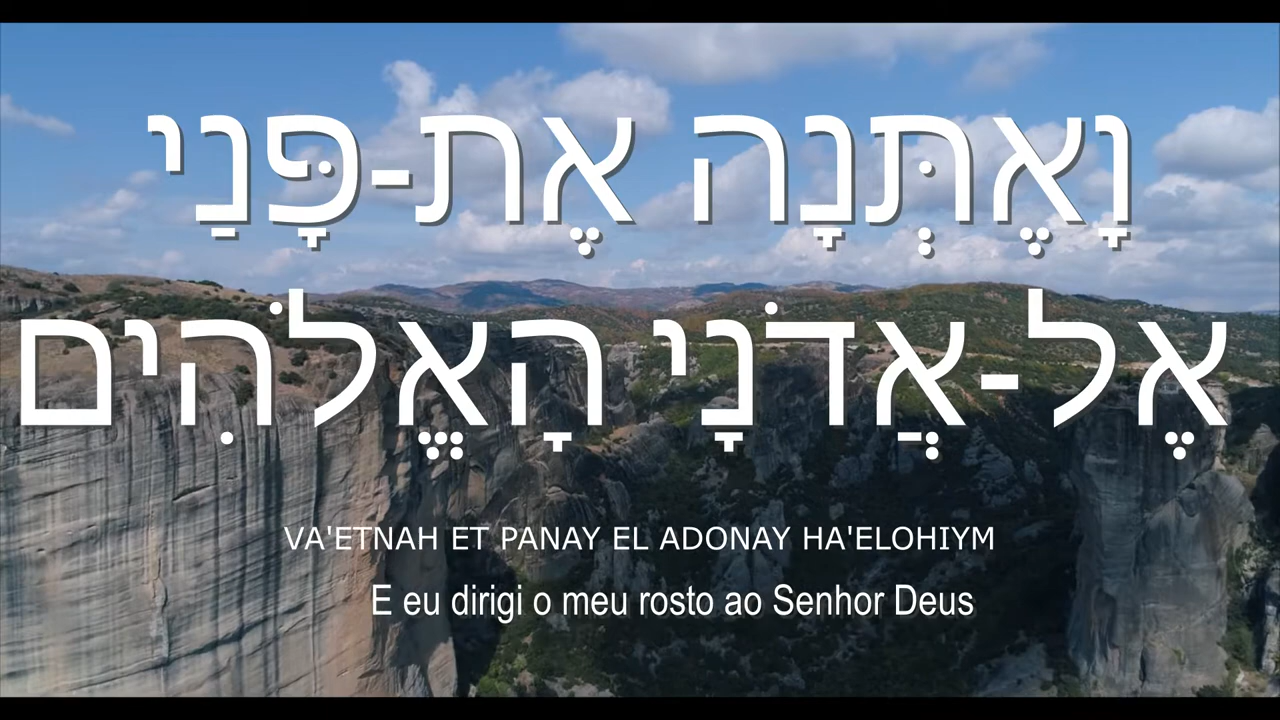 וָאֶתְּנָה אֶת-פָּנַי
אֶל-אֲדֹנָי הָאֱלֹהִים
VA'ETNAH ET PANAY EL ADONAY HA'ELOHIYM
E eu dirigi o meu rosto ao Senhor Deus